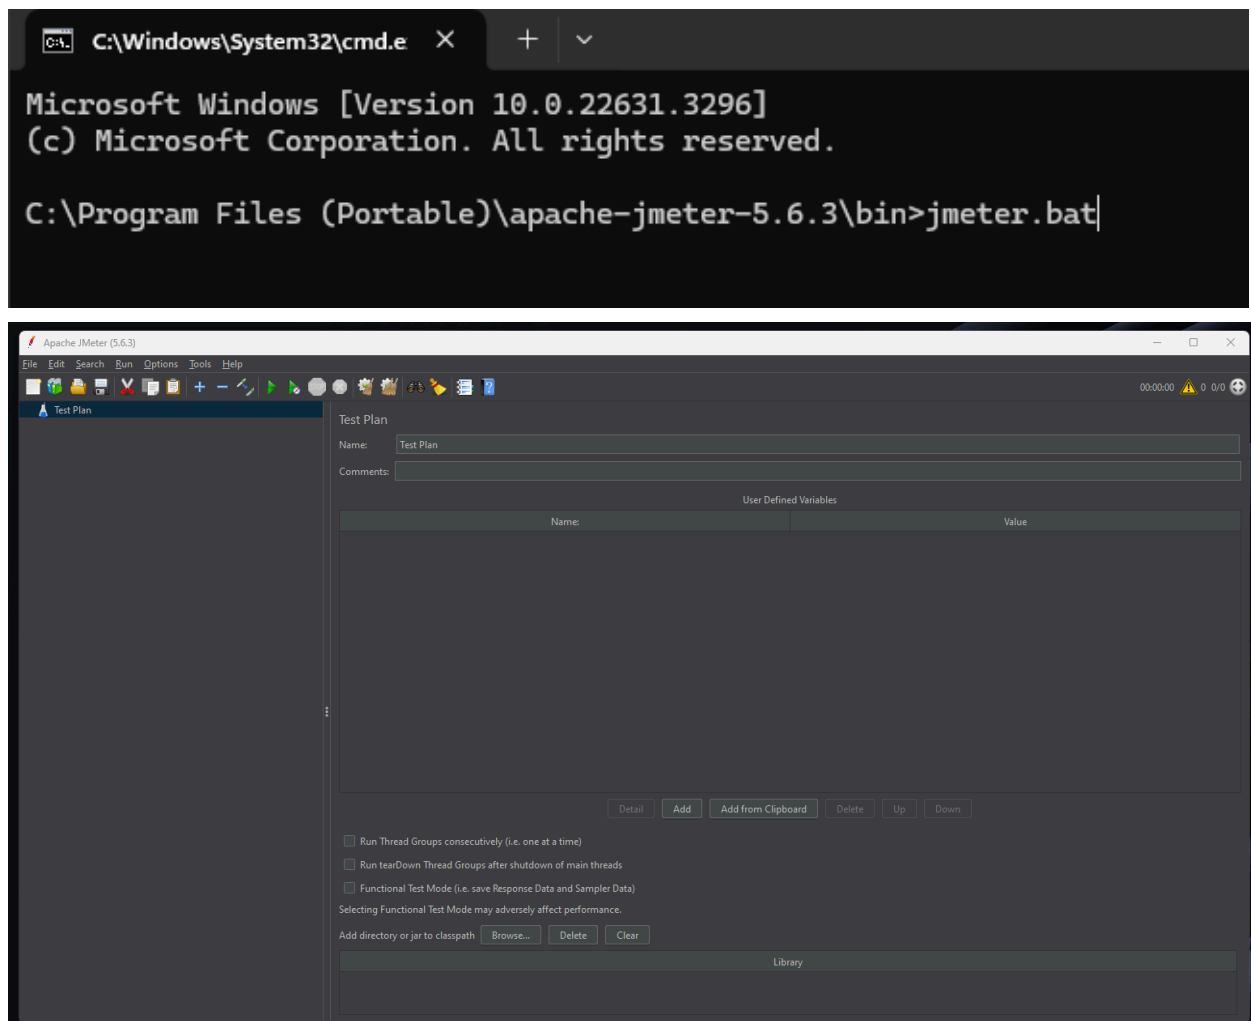 C:\Windows\System32\cmd.e
Microsoft Windows [Version 10.0.22631.3296]
(c) Microsoft Corporation. All rights reserved.
C:\Program Files (Portable)\apache-jmeter-5.6.3\bin>jmeter.bat
Apache JMeter (5.6.3)
File Edit Search Run Options Tools Help
00:00:00 0 0/0
Test Plan
Test Plan
Name: Test Plan
Comments:
User Defined Variables
Name: Value
Detail Add Add from Clipboard Delete Up Down
Run Thread Groups consecutively (i.e. one at a time)
Run tearDown Thread Groups after shutdown of main threads
Functional Test Mode (i.e. save Response Data and Sampler Data)
Selecting Functional Test Mode may adversely affect performance.
Add directory or jar to classpath Browse... Delete Clear
Library